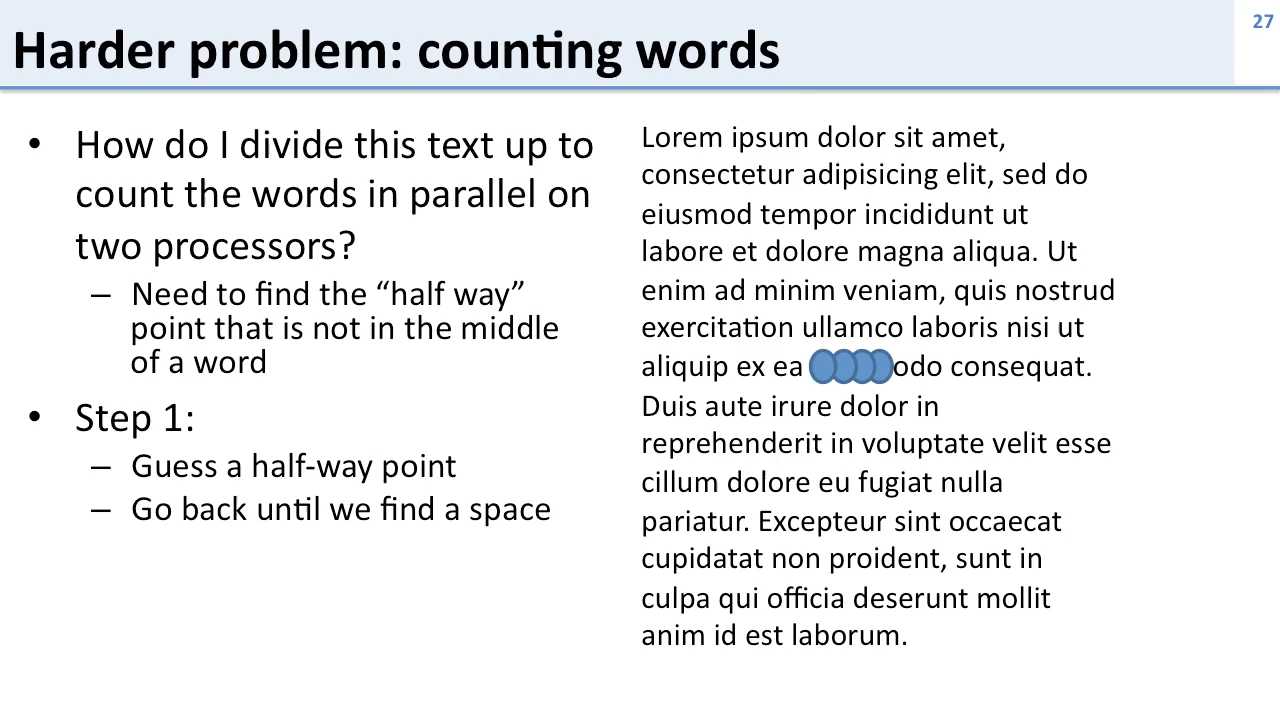 27
Harder problem: counting words
• How do I divide this text up to
count the words in parallel on
two processors?
– Need to find the “half way”
point that is not in the middle
of a word
• Step 1:
– Guess a half-way point
– Go back until we find a space
Lorem ipsum dolor sit amet,
consectetur adipisicing elit, sed do
eiusmod tempor incididunt ut
labore et dolore magna aliqua. Ut
enim ad minim veniam, quis nostrud
exercitation ullamco laboris nisi ut
aliquip ex ea odo consequat.
Duis aute irure dolor in
reprehenderit in voluptate velit esse
cillum dolore eu fugiat nulla
pariatur. Excepteur sint occaecat
cupidatat non proident, sunt in
culpa qui officia deserunt mollit
anim id est laborum.